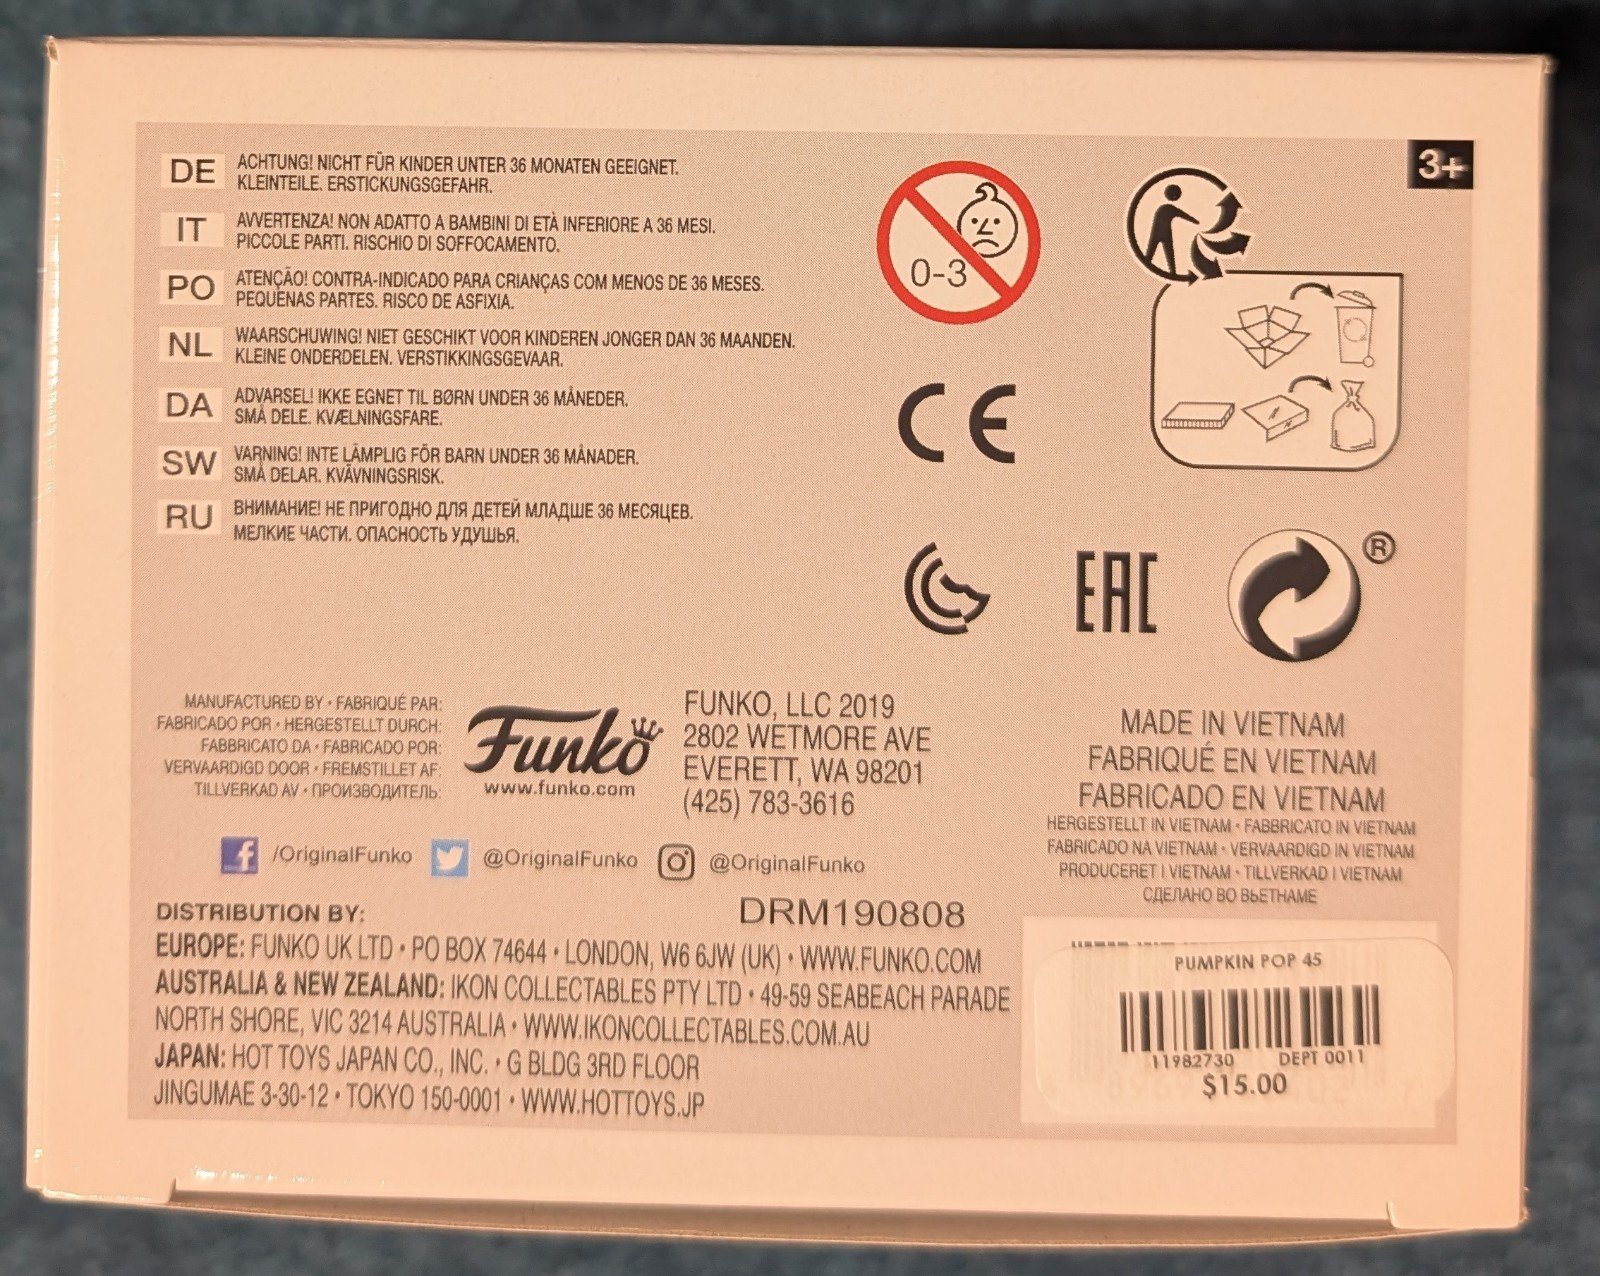 3+
DE ACHTUNG! NICHT FÜR KINDER UNTER 36 MONATEN GEEIGNET.
KLEINTEILE. ERSTICKUNGSGEFAHR.
IT AVVERTENZA! NON ADATTO A BAMBINI DI ETÀ INFERIORE A 36 MESI.
PICCOLE PARTI. RISCHIO DI SOFFOCAMENTO.
PO ATENÇÃO! CONTRA-INDICADO PARA CRIANÇAS COM MENOS DE 36 MESES.
PEQUENAS PARTES. RISCO DE ASFIXIA.
NL WAARSCHUWING! NIET GESCHIKT VOOR KINDEREN JONGER DAN 36 MAANDEN.
KLEINE ONDERDELEN. VERSTIKKINGSGEVAAR.
DA ADVARSEL! IKKE EGNET TIL BØRN UNDER 36 MÅNEDER.
SMÅ DELE. KVÆLNINGSFARE.
SW VARNING! INTE LÄMPLIG FÖR BARN UNDER 36 MÅNADER.
SMÅ DELAR. KVÄVNINGSRISK.
RU ВНИМАНИЕ! НЕ ПРИГОДНО ДЛЯ ДЕТЕЙ МЛАДШЕ 36 МЕСЯЦЕВ.
МЕЛКИЕ ЧАСТИ. ОПАСНОСТЬ УДУШЬЯ.
0-3
CE
EAC
®
MANUFACTURED BY • FABRIQUÉ PAR:
FABRICADO POR • HERGESTELLT DURCH:
FABBRICATO DA • FABRICADO POR:
VERVAARDIGD DOOR • FREMSTILLET AF:
TILLVERKAD AV • ПРОИЗВОДИТЕЛЬ:
Funko
www.funko.com
FUNKO, LLC 2019
2802 WETMORE AVE
EVERETT, WA 98201
(425) 783-3616
MADE IN VIETNAM
FABRIQUÉ EN VIETNAM
FABRICADO EN VIETNAM
HERGESTELLT IN VIETNAM • FABBRICATO IN VIETNAM
FABRICADO NA VIETNAM • VERVAARDIGD IN VIETNAM
PRODUCERET I VIETNAM • TILLVERKAD I VIETNAM
СДЕЛАНО ВО ВЬЕТНАМЕ
/OriginalFunko @OriginalFunko @OriginalFunko
DISTRIBUTION BY: DRM190808
EUROPE: FUNKO UK LTD • PO BOX 74644 • LONDON, W6 6JW (UK) • WWW.FUNKO.COM
AUSTRALIA & NEW ZEALAND: IKON COLLECTABLES PTY LTD • 49-59 SEABEACH PARADE
NORTH SHORE, VIC 3214 AUSTRALIA • WWW.IKONCOLLECTABLES.COM.AU
JAPAN: HOT TOYS JAPAN CO., INC. • G BLDG 3RD FLOOR
JINGUMAE 3-30-12 • TOKYO 150-0001 • WWW.HOTTOYS.JP
PUMPKIN POP 45
11982730 DEPT 0011
$15.00